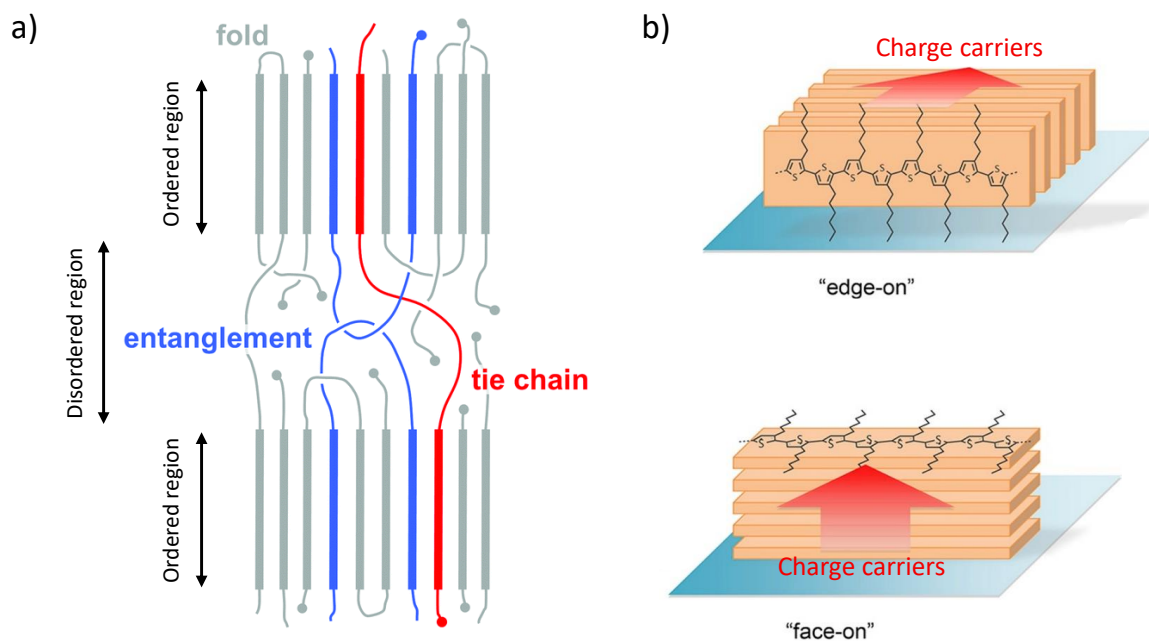 a)
fold
Ordered region
Disordered region
entanglement
tie chain
Ordered region
b)
Charge carriers
S S S S S S S
“edge-on”
S S S S S S S
Charge carriers
“face-on”